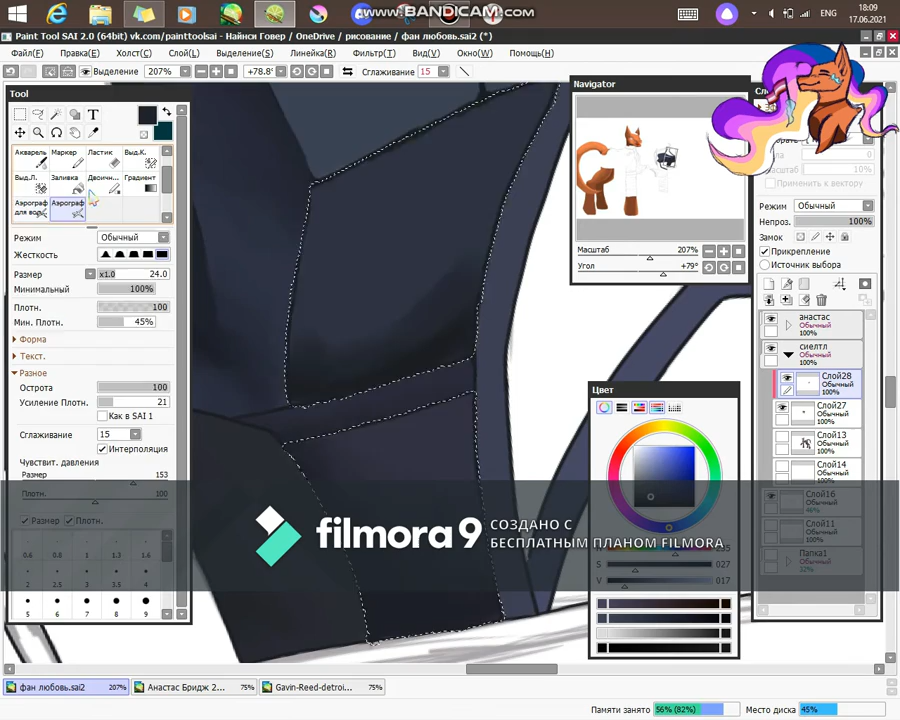 www.BANDICAM.com
ENG
18:09
17.06.2021
Paint Tool SAI 2.0 (64bit) vk.com/painttoolsai - Найнси Говер / OneDrive / рисование / фан любовь.sai2 (*)
Файл(F) Правка(E) Холст(C) Слой(L) Выделение(S) Линейка(R) Фильтр(T) Вид(V) Окно(W) Помощь(H)
Выделение 207% +78.8° Сглаживание 15
Tool
Акварель Маркер Ластик Выд.К.
Выд.Л. Заливка Двоичн... Градиент
Аэрограф Аэрограф
для вол
Режим Обычный
Жесткость
Размер x1.0 24.0
Минимальный 100%
Плотн. 100
Мин. Плотн. 45%
Форма
Текст.
Разное
Острота 100
Усиление Плотн. 21
Как в SAI 1
Сглаживание 15
Интерполяция
Чувствит. давления
Размер 153
Плотн. 100
Размер Плотн.
0.6 0.8 1 1.3 1.6
2 2.5 3 3.5 4
5 6 7 8 9
Navigator
Масштаб 207%
Угол +79°
Цвет
S 027
V 017
0
10%
Применить к вектору
Режим Обычный
Непроз. 100%
Замок
Прикрепление
Источник выбора
анастас
Обычный
100%
сиелтл
Обычный
100%
Слой28
Обычный
100%
Слой27
Обычный
100%
Слой13
Обычный
100%
Слой14
Обычный
100%
Слой16
Обычный
46%
Слой11
Обычный
100%
Папка1
Обычный
32%
filmora9
СОЗДАНО С
БЕСПЛАТНЫМ ПЛАНОМ FILMORA
фан любовь.sai2 207% Анастас Бридж 2... 75% Gavin-Reed-detroi... 75%
Памяти занято 56% (82%) Место диска 45%